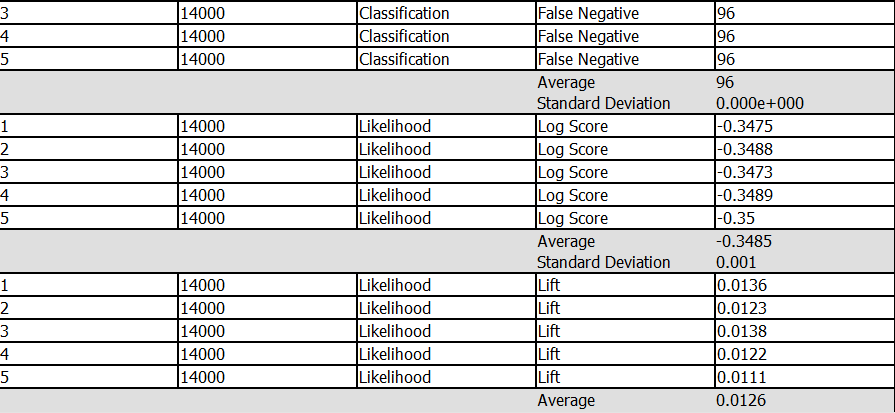 3 14000 Classification False Negative 96
4 14000 Classification False Negative 96
5 14000 Classification False Negative 96
Average 96
Standard Deviation 0.000e+000
1 14000 Likelihood Log Score -0.3475
2 14000 Likelihood Log Score -0.3488
3 14000 Likelihood Log Score -0.3473
4 14000 Likelihood Log Score -0.3489
5 14000 Likelihood Log Score -0.35
Average -0.3485
Standard Deviation 0.001
1 14000 Likelihood Lift 0.0136
2 14000 Likelihood Lift 0.0123
3 14000 Likelihood Lift 0.0138
4 14000 Likelihood Lift 0.0122
5 14000 Likelihood Lift 0.0111
Average 0.0126